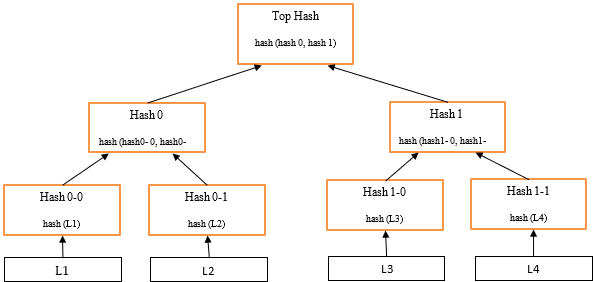 Top Hash
hash (hash 0, hash 1)
Hash 0
hash (hash0- 0, hash0-
Hash 1
hash (hash1- 0, hash1-
Hash 0-0
hash (L1)
Hash 0-1
hash (L2)
Hash 1-0
hash (L3)
Hash 1-1
hash (L4)
L1
L2
L3
L4